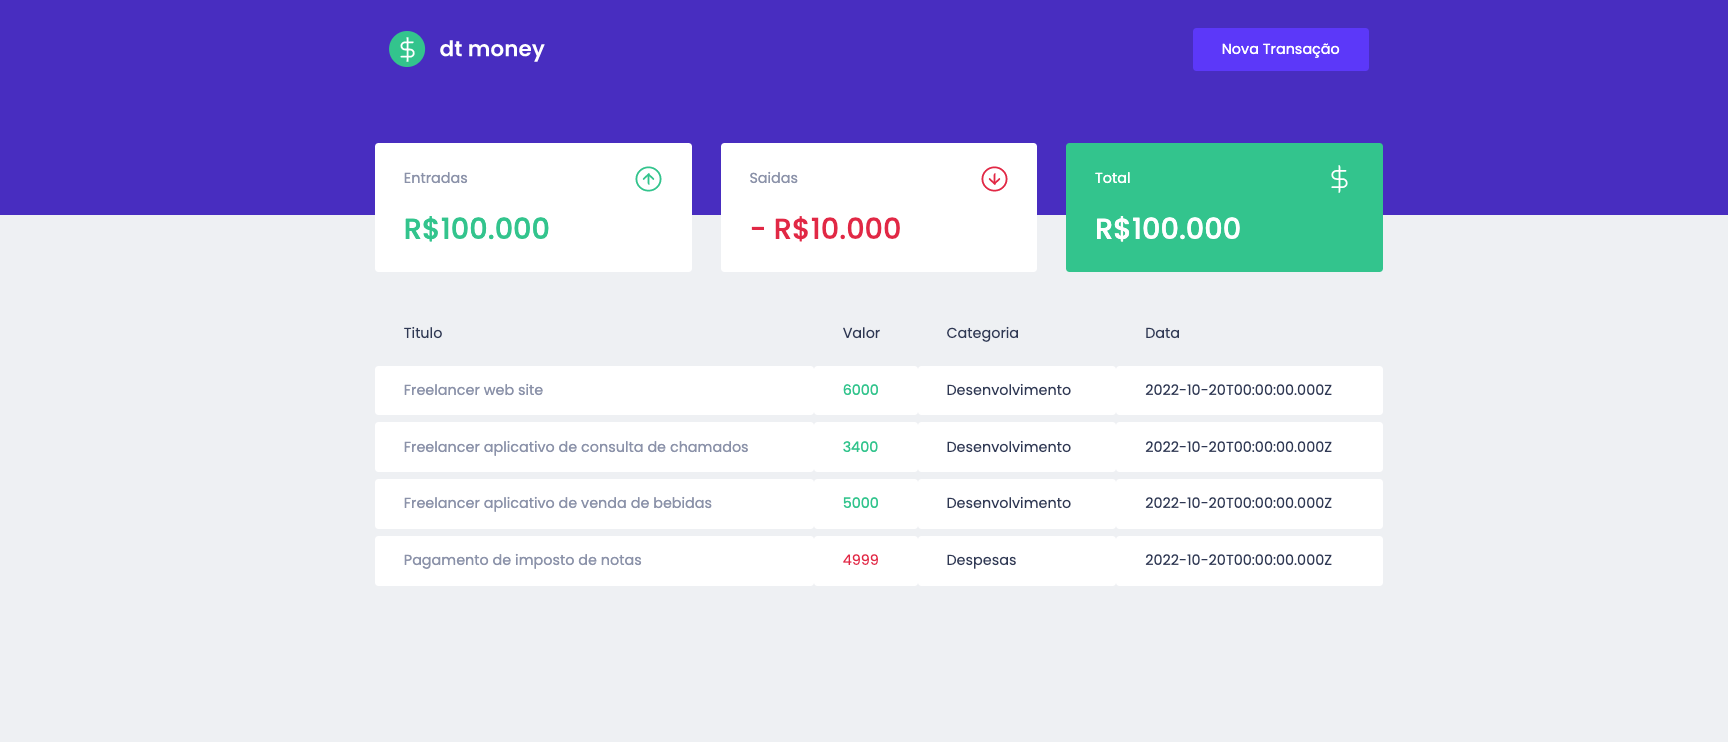 dt money
Nova Transação
Entradas
R$100.000
Saidas
- R$10.000
Total
R$100.000
Titulo Valor Categoria Data
Freelancer web site 6000 Desenvolvimento 2022-10-20T00:00:00.000Z
Freelancer aplicativo de consulta de chamados 3400 Desenvolvimento 2022-10-20T00:00:00.000Z
Freelancer aplicativo de venda de bebidas 5000 Desenvolvimento 2022-10-20T00:00:00.000Z
Pagamento de imposto de notas 4999 Despesas 2022-10-20T00:00:00.000Z